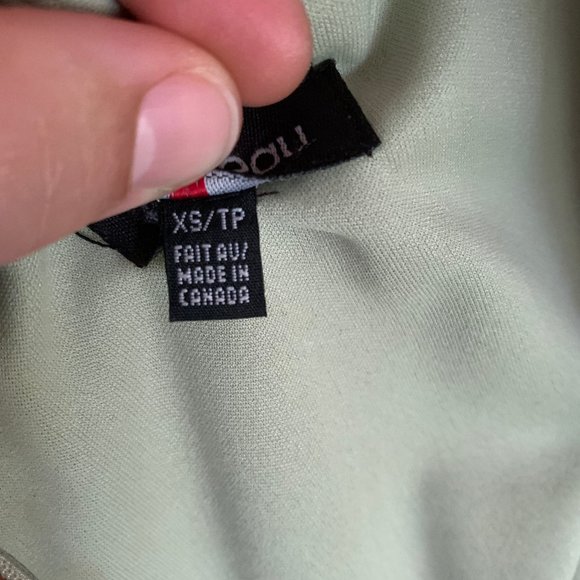 XS/TP
FAIT AU/
MADE IN
CANADA